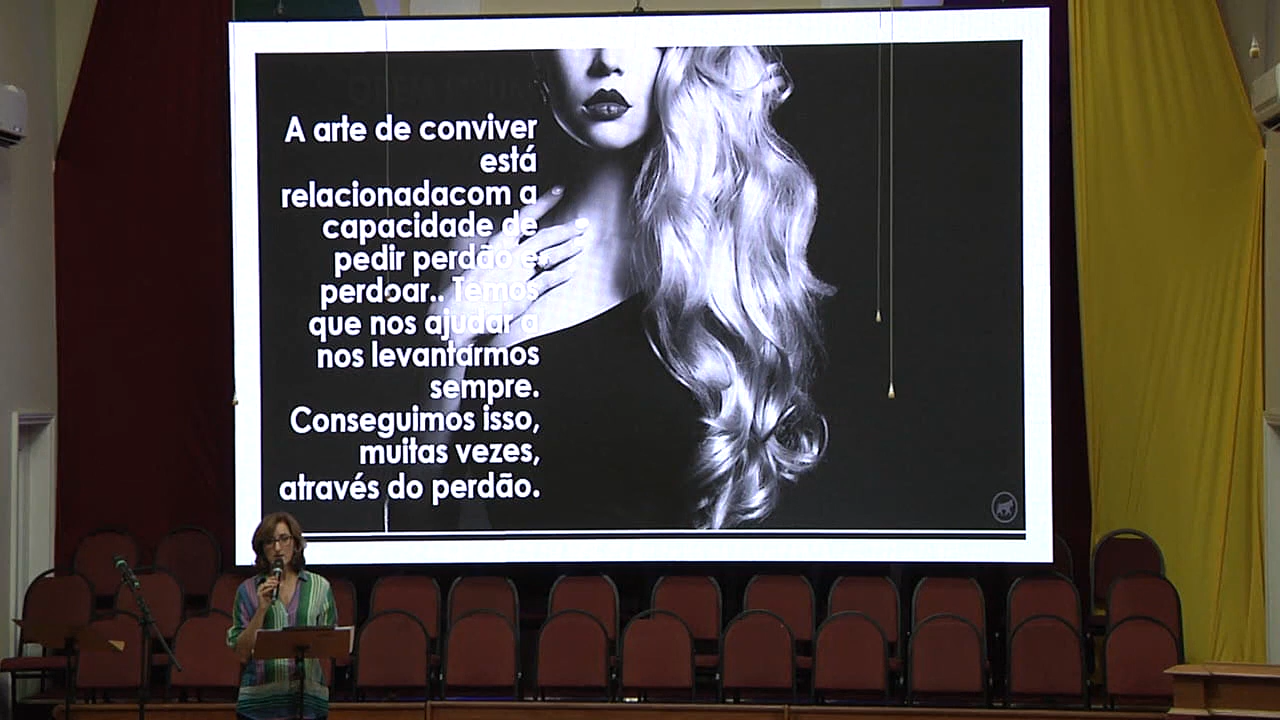 A arte de conviver
está
relacionadacom a
capacidade de
pedir perdão e
perdoar.. Temos
que nos ajudar a
nos levantarmos
sempre.
Conseguimos isso,
muitas vezes,
através do perdão.